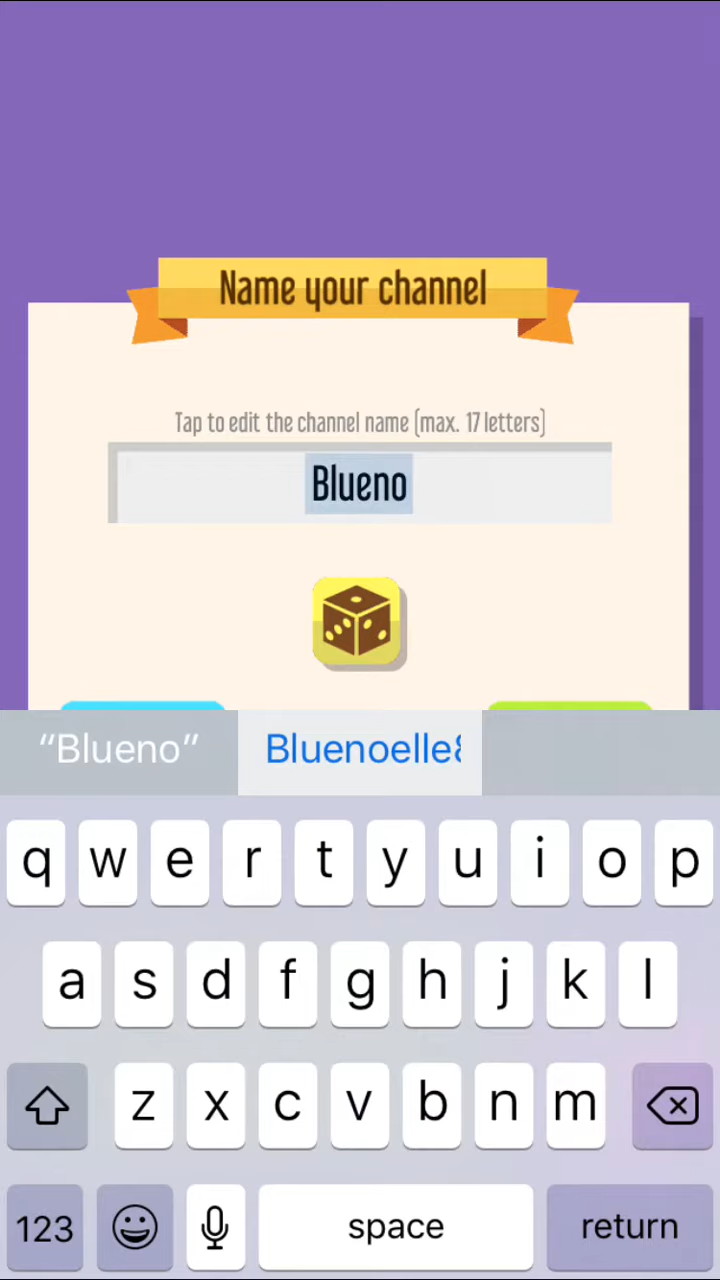 Name your channel
Tap to edit the channel name (max. 17 letters)
Blueno
“Blueno” Bluenoelle
q w e r t y u i o p
a s d f g h j k l
z x c v b n m
123 space return